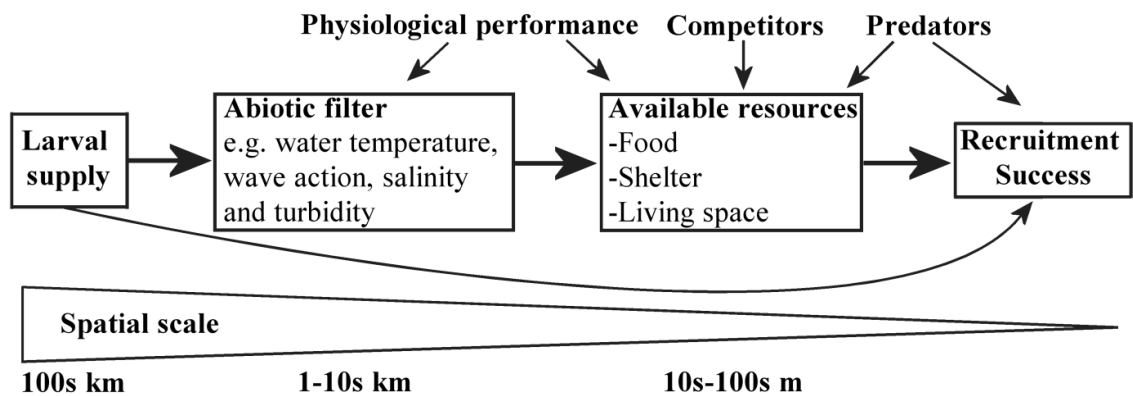 Physiological performance
Competitors
Predators
Larval
supply
Abiotic filter
e.g. water temperature,
wave action, salinity
and turbidity
Available resources
-Food
-Shelter
-Living space
Recruitment
Success
Spatial scale
100s km
1-10s km
10s-100s m